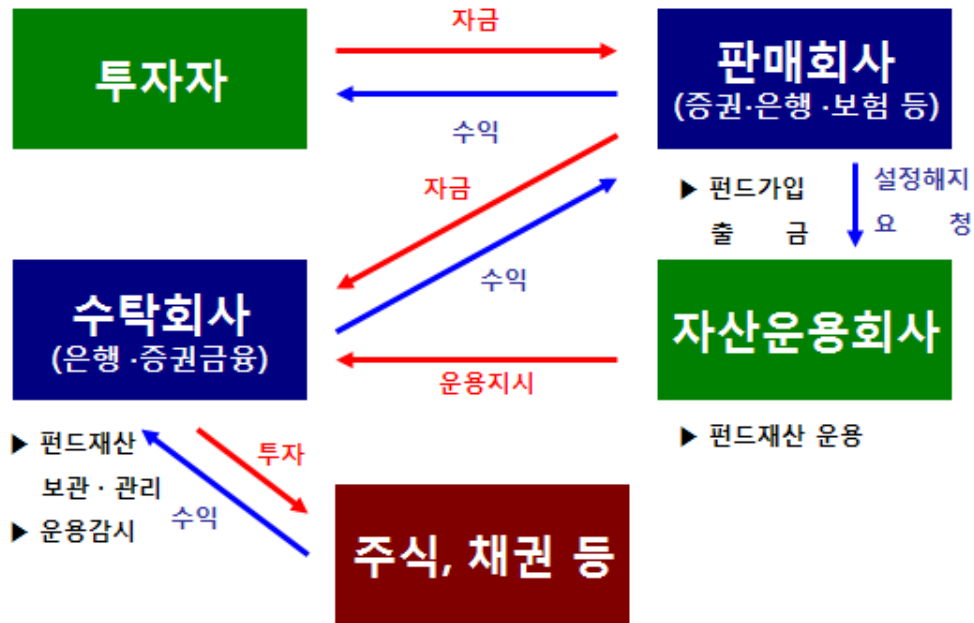 자금
투자자
판매회사
(증권·은행 ·보험 등)
수익
자금
▶ 펀드가입
출 금
설정해지
요 청
수익
수탁회사
(은행 ·증권금융)
자산운용회사
운용지시
▶ 펀드재산
보관 · 관리
▶ 운용감시
투자
수익
▶ 펀드재산 운용
주식, 채권 등